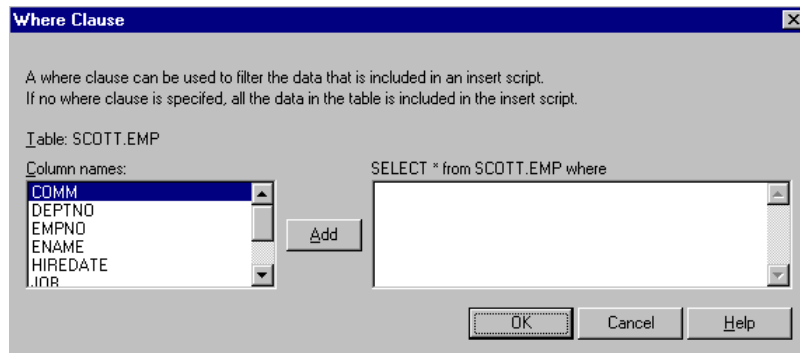 Where Clause
A where clause can be used to filter the data that is included in an insert script.
If no where clause is specifed, all the data in the table is included in the insert script.
Table: SCOTT.EMP
Column names:
COMM
DEPTNO
EMPNO
ENAME
HIREDATE
JOB
Add
SELECT * from SCOTT.EMP where
OK
Cancel
Help